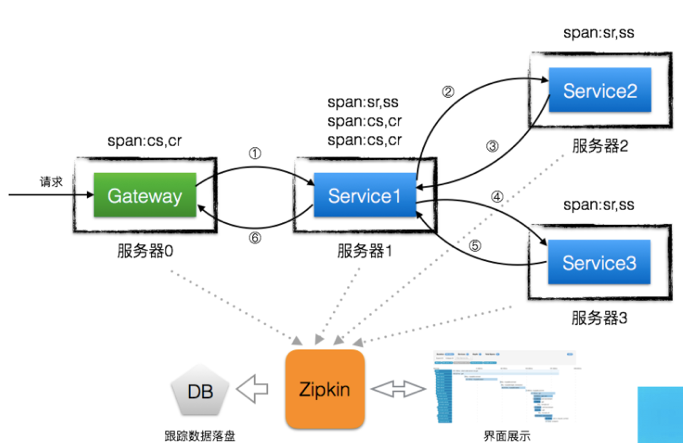 span:sr,ss
②
Service2
span:sr,ss
span:cs,cr
span:cs,cr
③
服务器2
span:cs,cr
①
请求
Gateway
Service1
④
span:sr,ss
⑥
⑤
Service3
服务器0
服务器1
服务器3
DB
Zipkin
跟踪数据落盘
界面展示